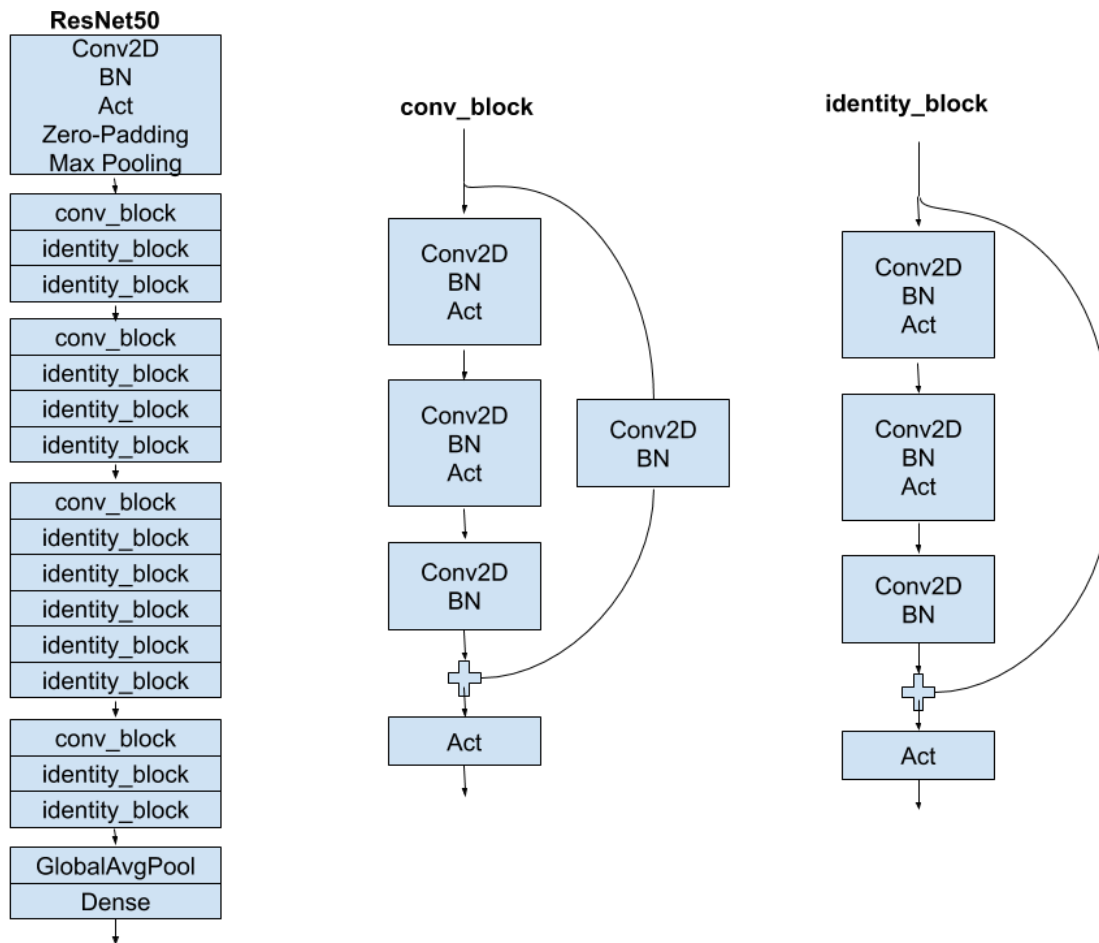 ResNet50
Conv2D
BN
Act
Zero-Padding
Max Pooling
conv_block
identity_block
identity_block
conv_block
identity_block
identity_block
identity_block
conv_block
identity_block
identity_block
identity_block
identity_block
identity_block
conv_block
identity_block
identity_block
GlobalAvgPool
Dense
conv_block
Conv2D
BN
Act
Conv2D
BN
Act
Conv2D
BN
Conv2D
BN
Act
identity_block
Conv2D
BN
Act
Conv2D
BN
Act
Conv2D
BN
Act